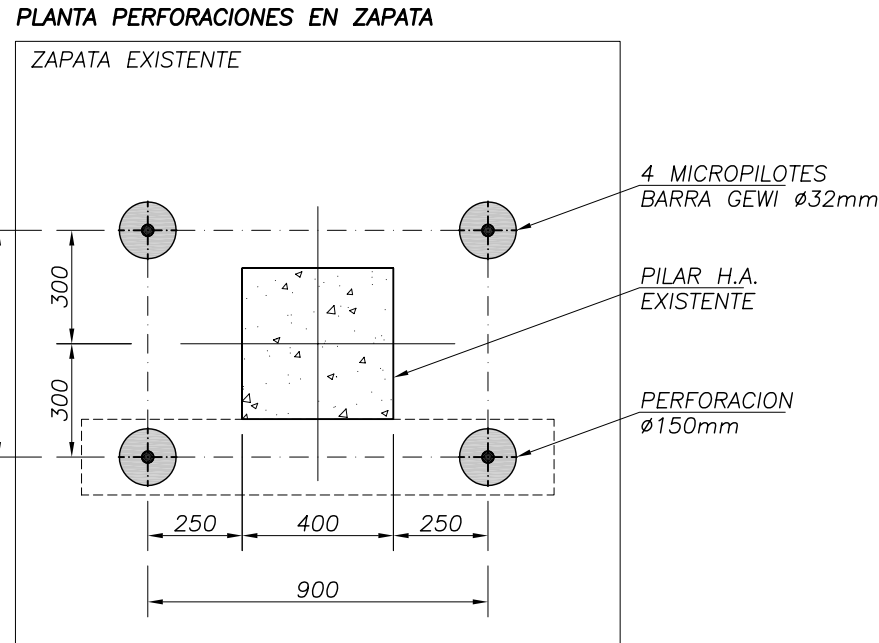 PLANTA PERFORACIONES EN ZAPATA
ZAPATA EXISTENTE
4 MICROPILOTES
BARRA GEWI ø32mm
PILAR H.A.
EXISTENTE
PERFORACION
ø150mm
300
300
250
400
250
900